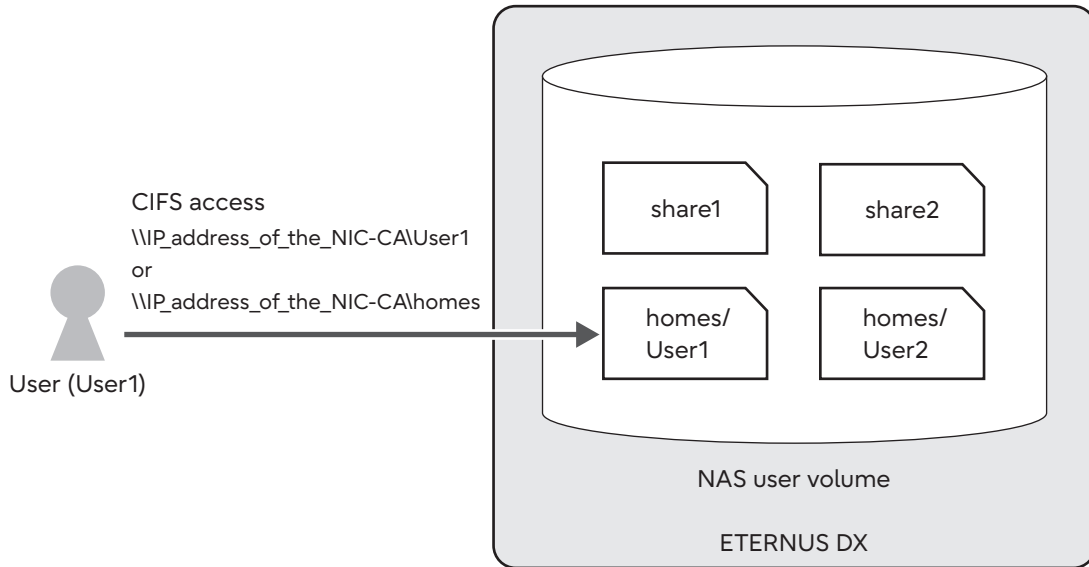 CIFS access
\\IP_address_of_the_NIC-CA\User1
or
\\IP_address_of_the_NIC-CA\homes
User (User1)
share1
share2
homes/
User1
homes/
User2
NAS user volume
ETERNUS DX